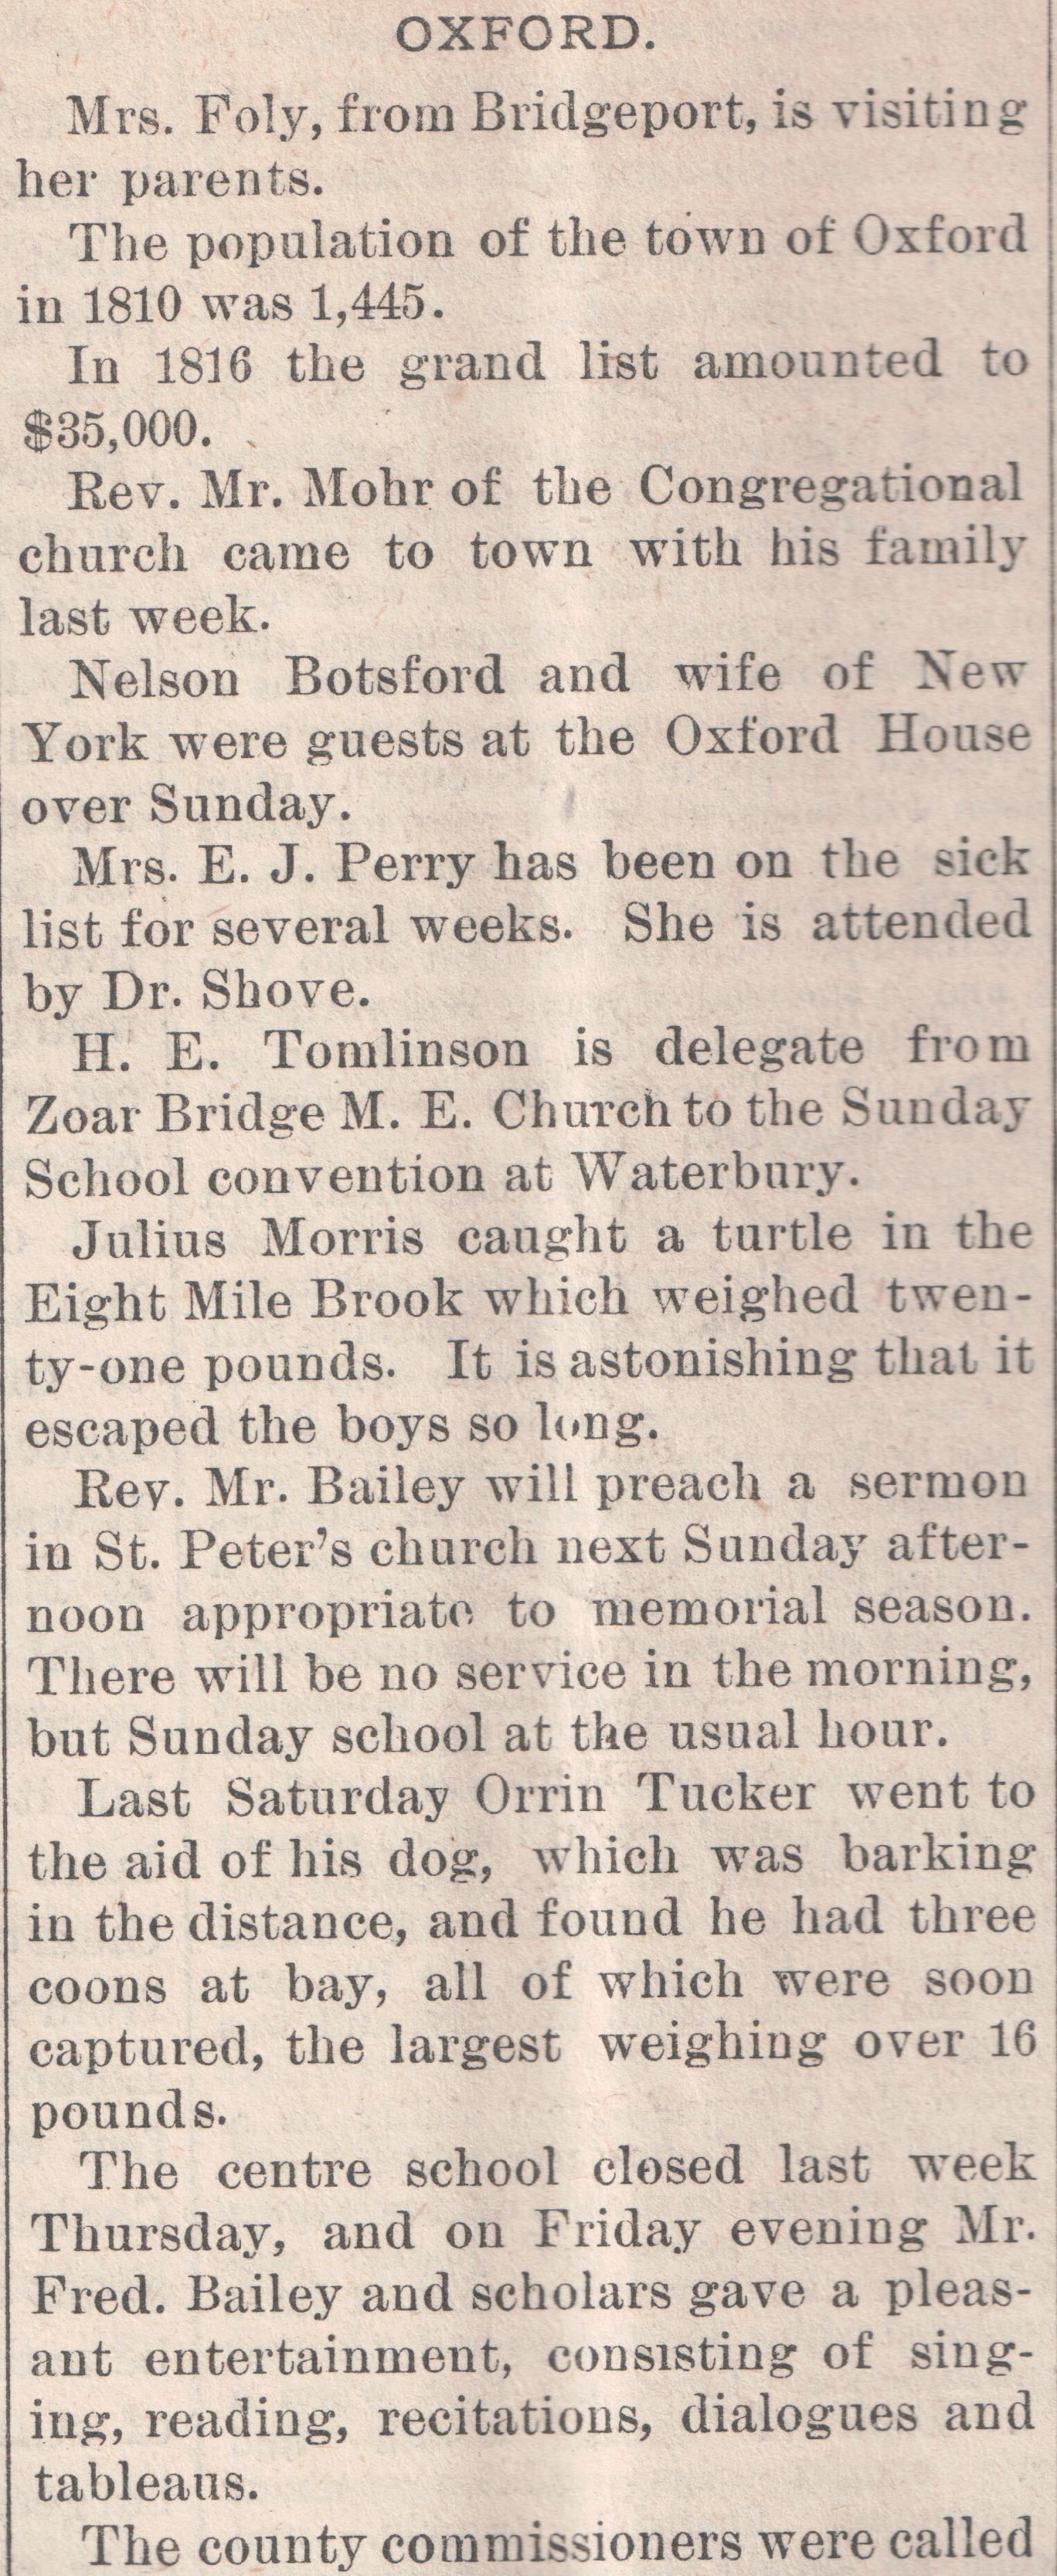 OXFORD.
Mrs. Foly, from Bridgeport, is visiting
her parents.
The population of the town of Oxford
in 1810 was 1,445.
In 1816 the grand list amounted to
$35,000.
Rev. Mr. Mohr of the Congregational
church came to town with his family
last week.
Nelson Botsford and wife of New
York were guests at the Oxford House
over Sunday.
Mrs. E. J. Perry has been on the sick
list for several weeks. She is attended
by Dr. Shove.
H. E. Tomlinson is delegate from
Zoar Bridge M. E. Church to the Sunday
School convention at Waterbury.
Julius Morris caught a turtle in the
Eight Mile Brook which weighed twen-
ty-one pounds. It is astonishing that it
escaped the boys so long.
Rev. Mr. Bailey will preach a sermon
in St. Peter's church next Sunday after-
noon appropriate to memorial season.
There will be no service in the morning,
but Sunday school at the usual hour.
Last Saturday Orrin Tucker went to
the aid of his dog, which was barking
in the distance, and found he had three
coons at bay, all of which were soon
captured, the largest weighing over 16
pounds.
The centre school closed last week
Thursday, and on Friday evening Mr.
Fred. Bailey and scholars gave a pleas-
ant entertainment, consisting of sing-
ing, reading, recitations, dialogues and
tableaus.
The county commissioners were called